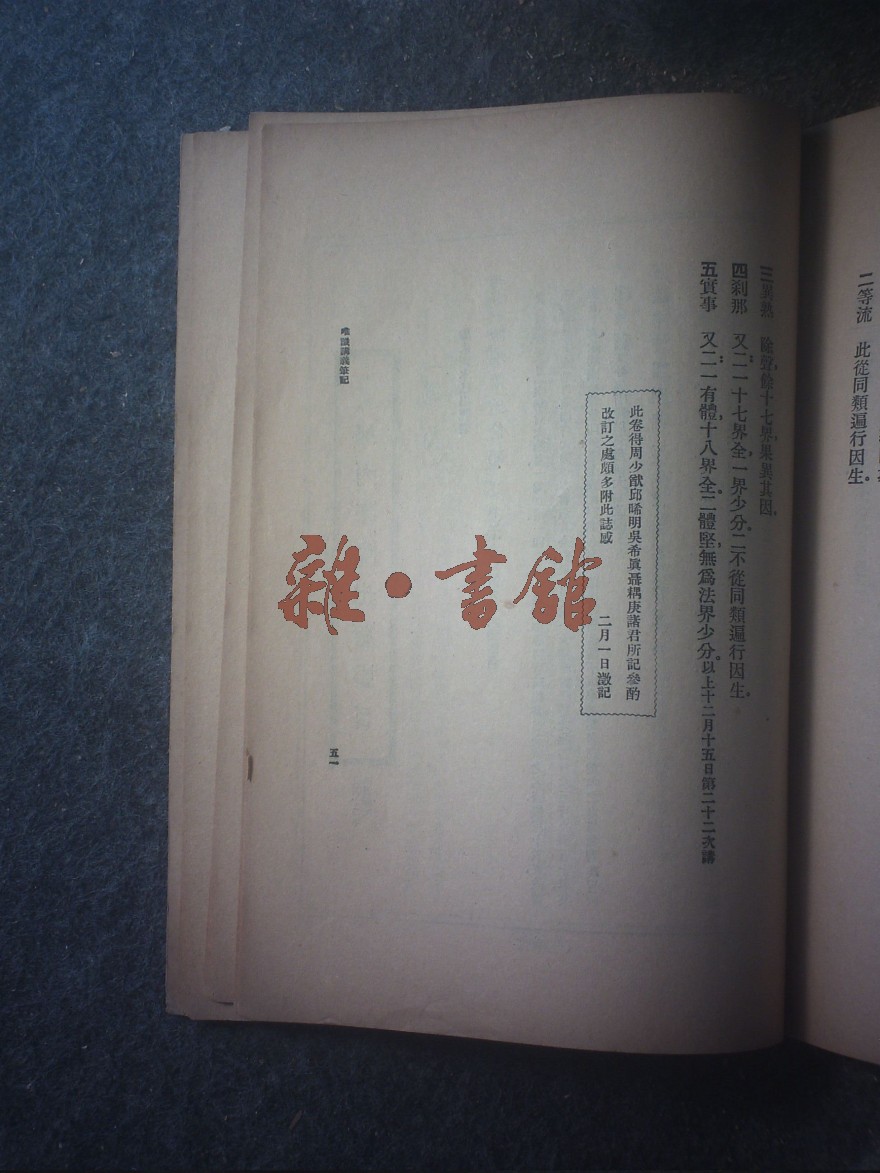 二等流　此從同類遍行因生。
三異熟　除聲，餘十七界果異其因，
四剎那　又二：一十七界全，一界少分。二不從同類遍行因生。
五實事　又二：一有體，十八界全。二體堅，無爲法界少分。以上十二月十五日第二十二次講
此卷得周少猷邱晞明吳希眞聶耦庚諸君所記參酌
改訂之處頗多附此誌感　二月一日澂記
唯識講義筆記
五一
雜·書館